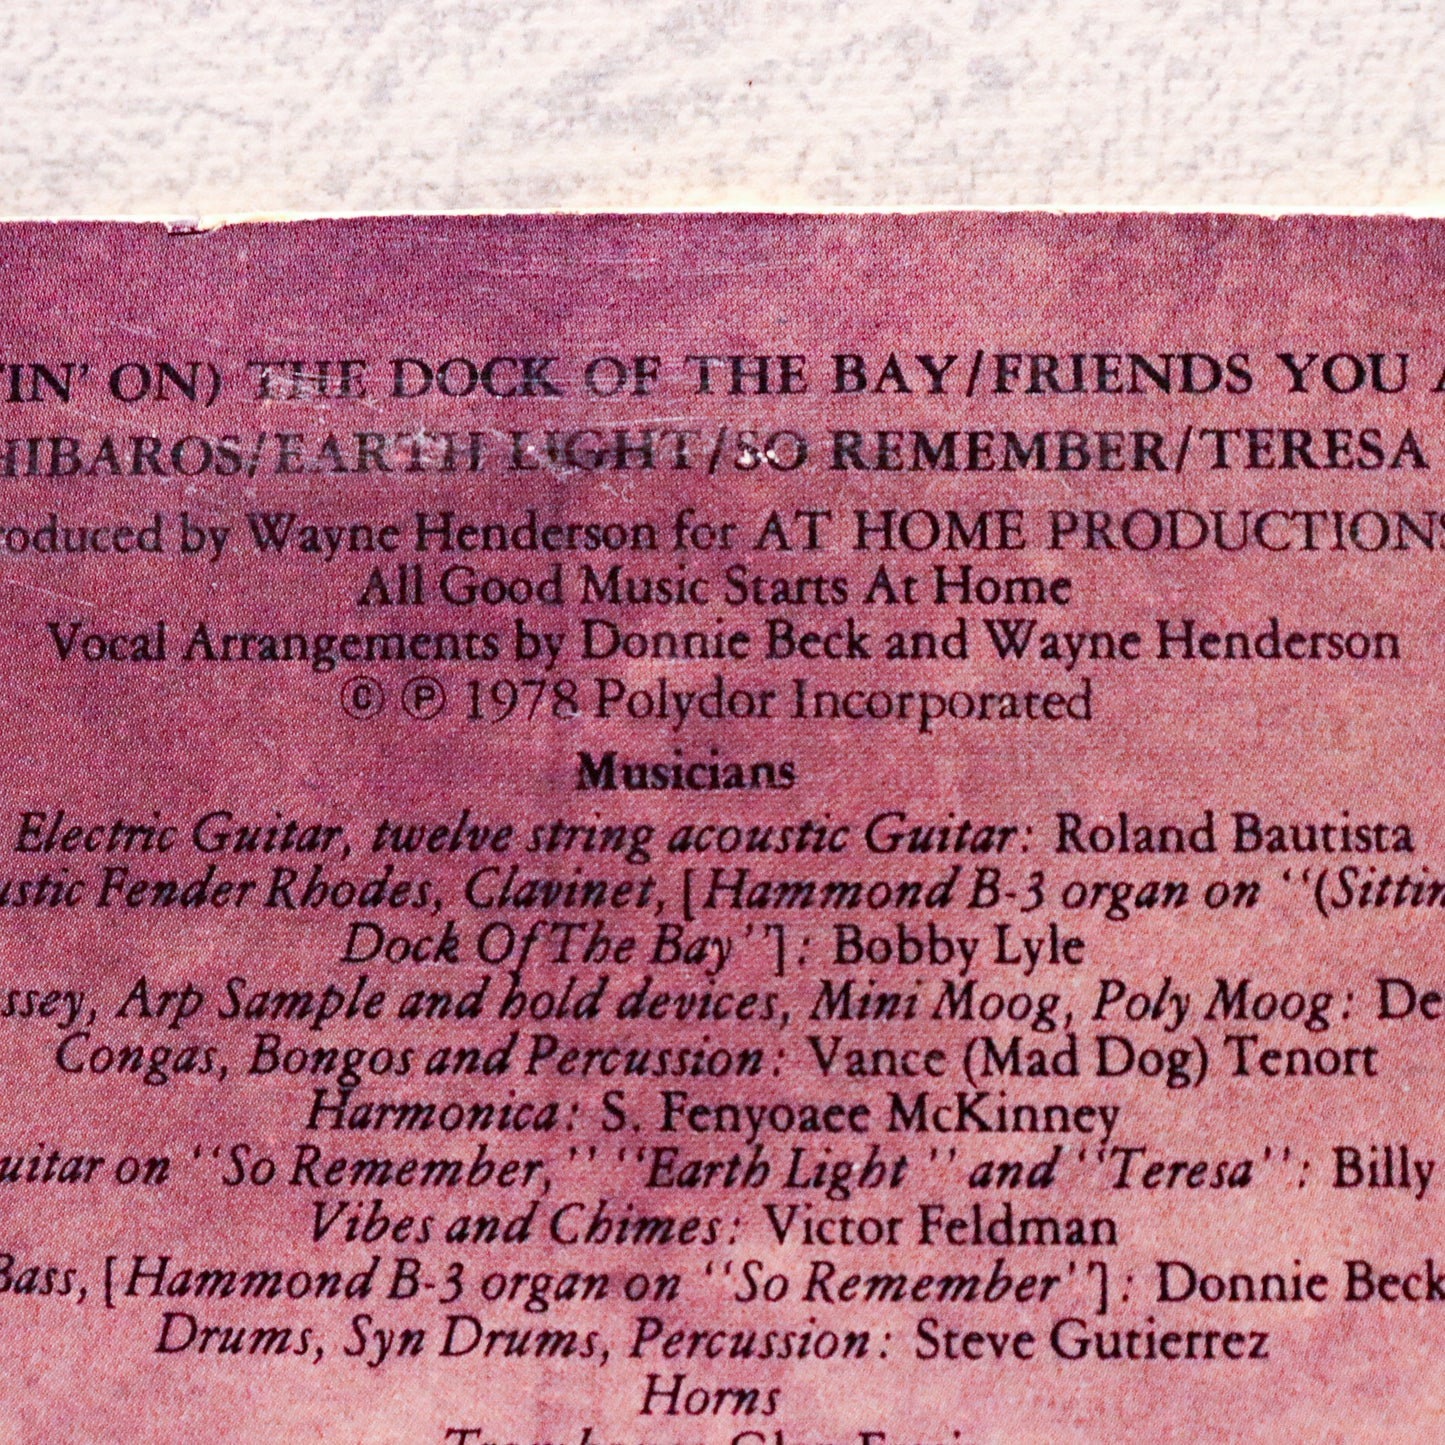 TIN' ON) THE DOCK OF THE BAY/FRIENDS YOU A
HIBAROS/EARTH LIGHT/SO REMEMBER/TERESA
roduced by Wayne Henderson for AT HOME PRODUCTIONS
All Good Music Starts At Home
Vocal Arrangements by Donnie Beck and Wayne Henderson
© ℗ 1978 Polydor Incorporated
Musicians
Electric Guitar, twelve string acoustic Guitar: Roland Bautista
ustic Fender Rhodes, Clavinet, [Hammond B-3 organ on "(Sittin
Dock Of The Bay"]: Bobby Lyle
yssey, Arp Sample and hold devices, Mini Moog, Poly Moog: De
Congas, Bongos and Percussion: Vance (Mad Dog) Tenort
Harmonica: S. Fenyoaee McKinney
uitar on "So Remember," "Earth Light" and "Teresa": Billy
Vibes and Chimes: Victor Feldman
Bass, [Hammond B-3 organ on "So Remember"]: Donnie Beck
Drums, Syn Drums, Percussion: Steve Gutierrez
Horns